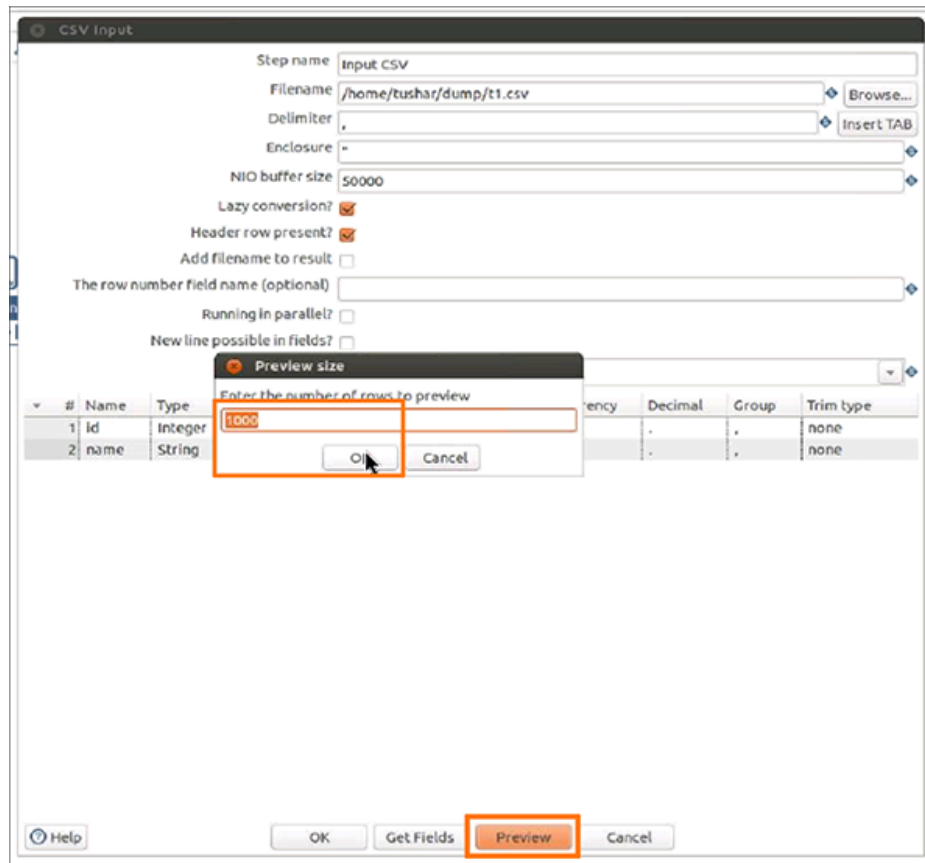 CSV Input
Step name Input CSV
Filename /home/tushar/dump/t1.csv Browse...
Delimiter , Insert TAB
Enclosure "
NIO buffer size 50000
Lazy conversion?
Header row present?
Add filename to result
The row number field name (optional)
Running in parallel?
New line possible in fields?
Preview size
Enter the number of rows to preview
# Name Type ency Decimal Group Trim type
1000
1 id Integer . , none
2 name String . , none
OK Cancel
Help OK Get Fields Preview Cancel